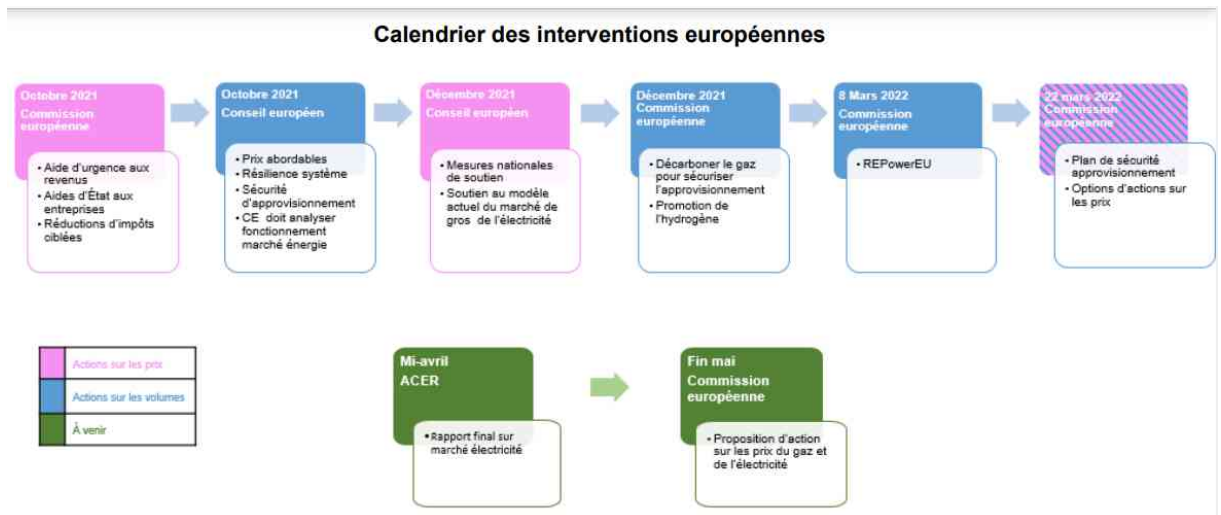 Calendrier des interventions européennes
Octobre 2021
Commission
européenne
• Aide d'urgence aux
revenus
• Aides d'État aux
entreprises
• Réductions d'impôts
ciblées
Octobre 2021
Conseil européen
• Prix abordables
• Résilience système
• Sécurité
d'approvisionnement
• CE doit analyser
fonctionnement
marché énergie
Décembre 2021
Conseil européen
• Mesures nationales
de soutien
• Soutien au modèle
actuel du marché de
gros de l'électricité
Décembre 2021
Commission
européenne
• Décarboner le gaz
pour sécuriser
l'approvisionnement
• Promotion de
l'hydrogène
8 Mars 2022
Commission
européenne
• REPowerEU
22 mars 2022
Commission
européenne
• Plan de sécurité
approvisionnement
• Options d'actions sur
les prix
Actions sur les prix
Actions sur les volumes
À venir
Mi-avril
ACER
• Rapport final sur
marché électricité
Fin mai
Commission
européenne
• Proposition d'action
sur les prix du gaz et
de l'électricité